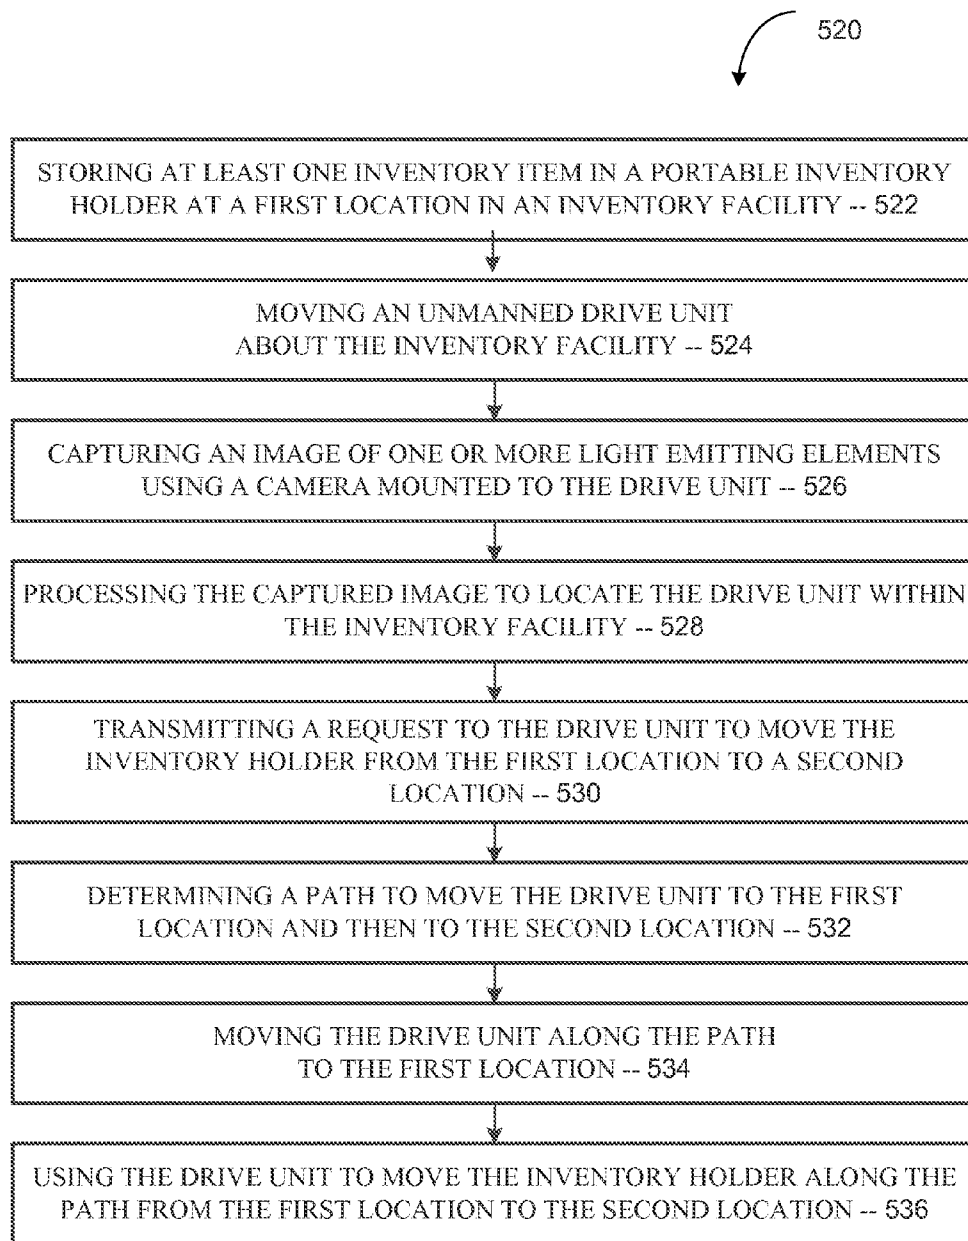 520
STORING AT LEAST ONE INVENTORY ITEM IN A PORTABLE INVENTORY
HOLDER AT A FIRST LOCATION IN AN INVENTORY FACILITY -- 522
MOVING AN UNMANNED DRIVE UNIT
ABOUT THE INVENTORY FACILITY -- 524
CAPTURING AN IMAGE OF ONE OR MORE LIGHT EMITTING ELEMENTS
USING A CAMERA MOUNTED TO THE DRIVE UNIT -- 526
PROCESSING THE CAPTURED IMAGE TO LOCATE THE DRIVE UNIT WITHIN
THE INVENTORY FACILITY -- 528
TRANSMITTING A REQUEST TO THE DRIVE UNIT TO MOVE THE
INVENTORY HOLDER FROM THE FIRST LOCATION TO A SECOND
LOCATION -- 530
DETERMINING A PATH TO MOVE THE DRIVE UNIT TO THE FIRST
LOCATION AND THEN TO THE SECOND LOCATION -- 532
MOVING THE DRIVE UNIT ALONG THE PATH
TO THE FIRST LOCATION -- 534
USING THE DRIVE UNIT TO MOVE THE INVENTORY HOLDER ALONG THE
PATH FROM THE FIRST LOCATION TO THE SECOND LOCATION -- 536